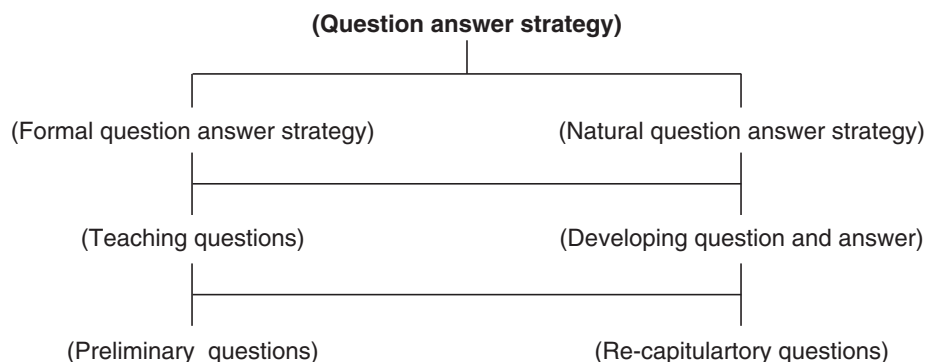 (Question answer strategy)
(Formal question answer strategy) (Natural question answer strategy)
(Teaching questions) (Developing question and answer)
(Preliminary questions) (Re-capitulartory questions)